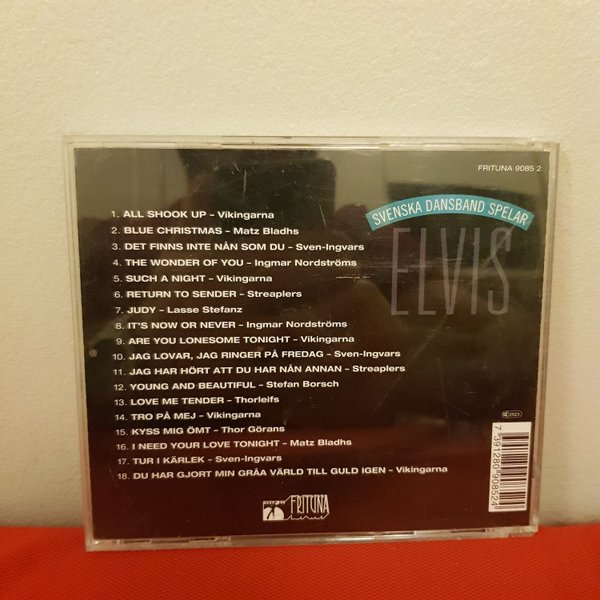 FRITUNA 9085 2
SVENSKA DANSBAND SPELAR
ELVIS
1. ALL SHOOK UP – Vikingarna
2. BLUE CHRISTMAS – Matz Bladhs
3. DET FINNS INTE NÅN SOM DU – Sven-Ingvars
4. THE WONDER OF YOU – Ingmar Nordströms
5. SUCH A NIGHT – Vikingarna
6. RETURN TO SENDER – Streaplers
7. JUDY – Lasse Stefanz
8. IT'S NOW OR NEVER – Ingmar Nordströms
9. ARE YOU LONESOME TONIGHT – Vikingarna
10. JAG LOVAR, JAG RINGER PÅ FREDAG – Sven-Ingvars
11. JAG HAR HÖRT ATT DU HAR NÅN ANNAN – Streaplers
12. YOUNG AND BEAUTIFUL – Stefan Borsch
13. LOVE ME TENDER – Thorleifs
14. TRO PÅ MEJ – Vikingarna
15. KYSS MIG ÖMT – Thor Görans
16. I NEED YOUR LOVE TONIGHT – Matz Bladhs
17. TUR I KÄRLEK – Sven-Ingvars
18. DU HAR GJORT MIN GRÅA VÄRLD TILL GULD IGEN – Vikingarna
7 391280 908524
FRITUNA